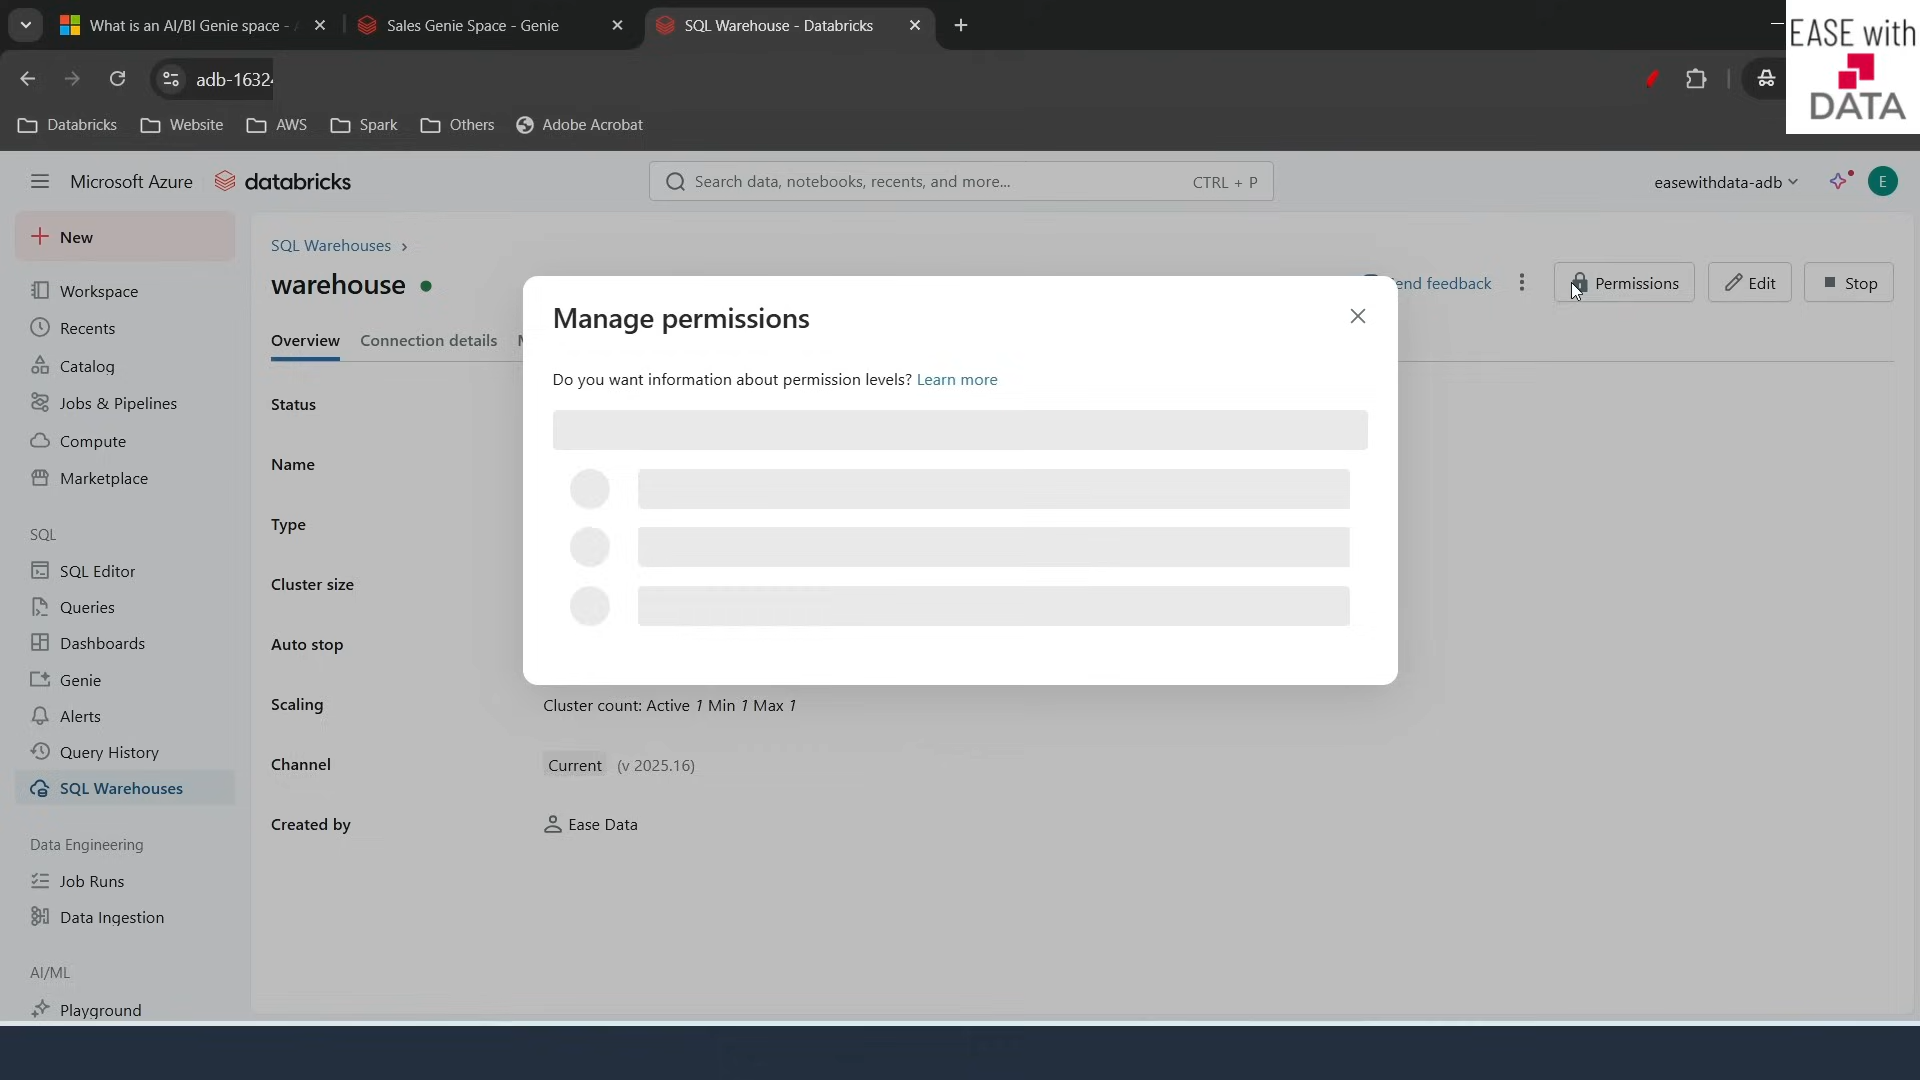 What is an AI/BI Genie space -
Sales Genie Space - Genie
SQL Warehouse - Databricks
EASE with
DATA
adb-16324
Databricks
Website
AWS
Spark
Others
Adobe Acrobat
Microsoft Azure
databricks
Search data, notebooks, recents, and more...
CTRL + P
easewithdata-adb
E
New
SQL Warehouses ›
warehouse
end feedback
Permissions
Edit
Stop
Overview
Connection details
Manage permissions
Do you want information about permission levels? Learn more
Status
Name
Type
Cluster size
Auto stop
Scaling
Cluster count: Active 1 Min 1 Max 1
Channel
Current (v 2025.16)
Created by
Ease Data
Workspace
Recents
Catalog
Jobs & Pipelines
Compute
Marketplace
SQL
SQL Editor
Queries
Dashboards
Genie
Alerts
Query History
SQL Warehouses
Data Engineering
Job Runs
Data Ingestion
AI/ML
Playground